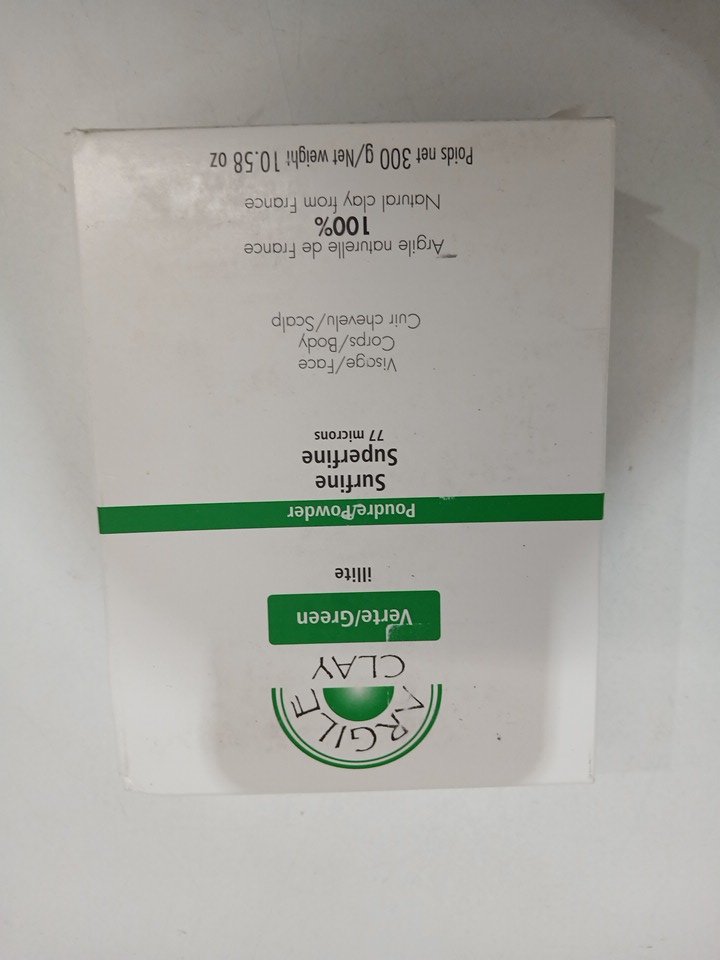 ARGILE
CLAY
Verte/Green
illite
Poudre/Powder
Surfine
Superfine
77 microns
Visage/Face
Corps/Body
Cuir chevelu/Scalp
Argile naturelle de France
100%
Natural clay from France
Poids net 300 g/Net weight 10.58 oz